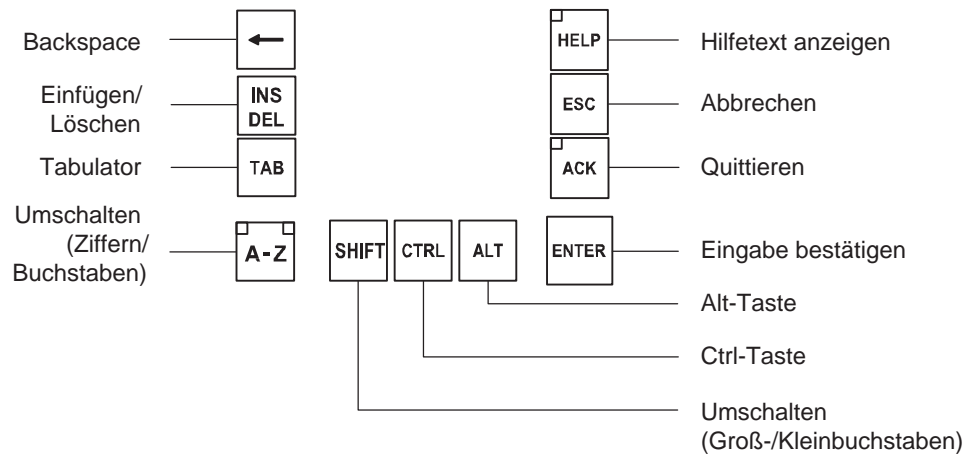 Backspace
HELP
Hilfetext anzeigen
Einfügen/
Löschen
INS
DEL
ESC
Abbrechen
Tabulator
TAB
ACK
Quittieren
Umschalten
(Ziffern/
Buchstaben)
A-Z
SHIFT
CTRL
ALT
ENTER
Eingabe bestätigen
Alt-Taste
Ctrl-Taste
Umschalten
(Groß-/Kleinbuchstaben)